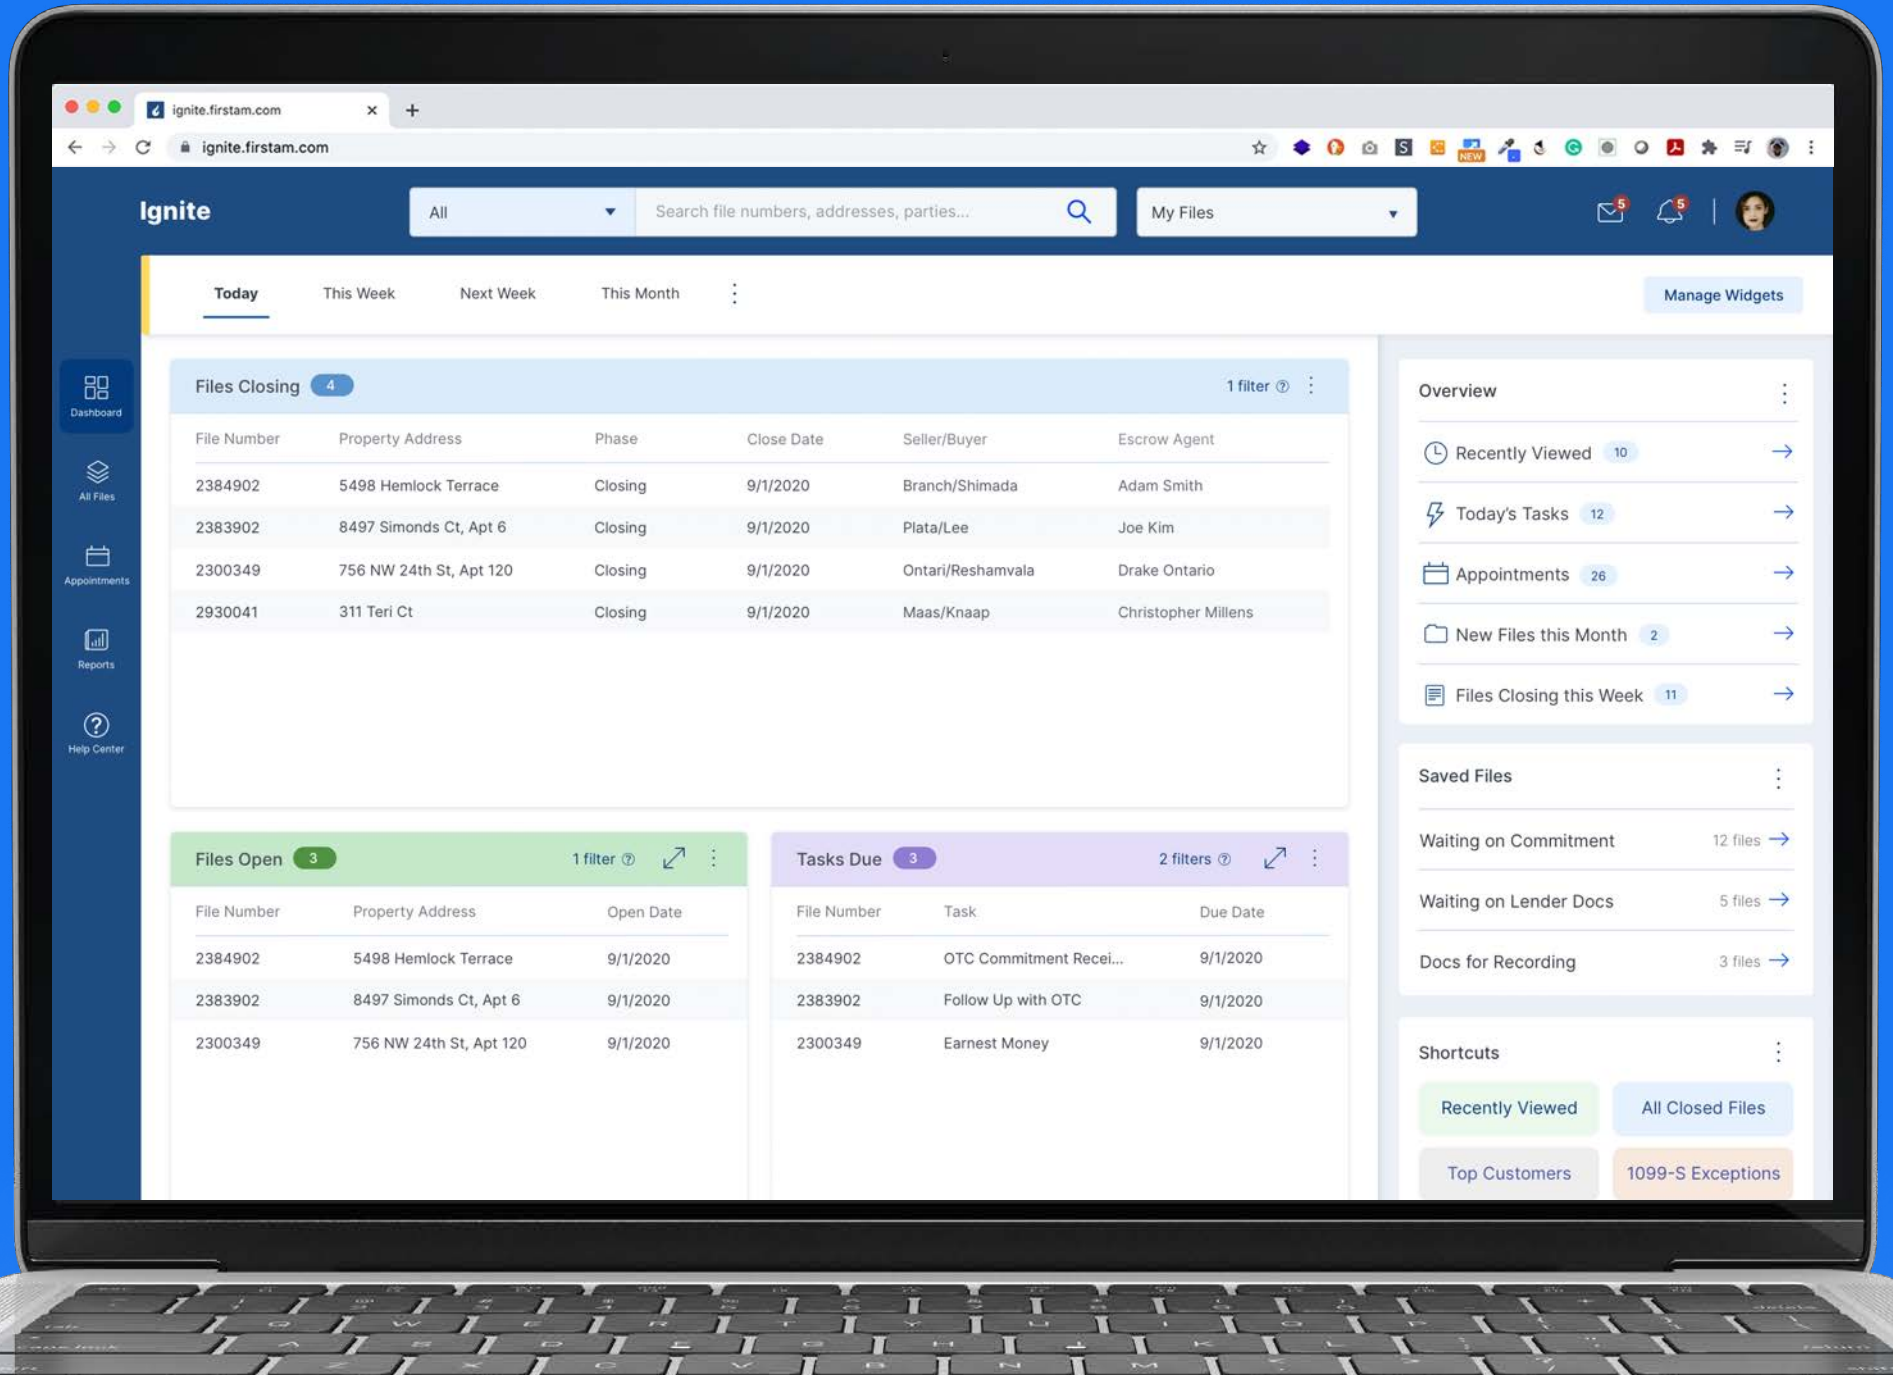 ignite.firstam.com
ignite.firstam.com
NEW
Ignite
All
Search file numbers, addresses, parties...
My Files
5
5
Today This Week Next Week This Month
Manage Widgets
Dashboard
All Files
Appointments
Reports
Help Center
Files Closing 4 1 filter
File Number Property Address Phase Close Date Seller/Buyer Escrow Agent
2384902 5498 Hemlock Terrace Closing 9/1/2020 Branch/Shimada Adam Smith
2383902 8497 Simonds Ct, Apt 6 Closing 9/1/2020 Plata/Lee Joe Kim
2300349 756 NW 24th St, Apt 120 Closing 9/1/2020 Ontari/Reshamvala Drake Ontario
2930041 311 Teri Ct Closing 9/1/2020 Maas/Knaap Christopher Millens
Files Open 3 1 filter
File Number Property Address Open Date
2384902 5498 Hemlock Terrace 9/1/2020
2383902 8497 Simonds Ct, Apt 6 9/1/2020
2300349 756 NW 24th St, Apt 120 9/1/2020
Tasks Due 3 2 filters
File Number Task Due Date
2384902 OTC Commitment Recei... 9/1/2020
2383902 Follow Up with OTC 9/1/2020
2300349 Earnest Money 9/1/2020
Overview
Recently Viewed 10
Today's Tasks 12
Appointments 26
New Files this Month 2
Files Closing this Week 11
Saved Files
Waiting on Commitment 12 files
Waiting on Lender Docs 5 files
Docs for Recording 3 files
Shortcuts
Recently Viewed All Closed Files
Top Customers 1099-S Exceptions